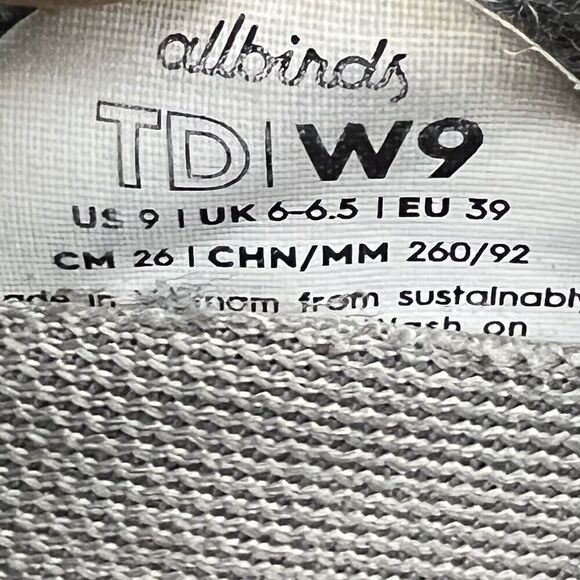 allbirds
TD | W9
US 9 | UK 6–6.5 | EU 39
CM 26 | CHN/MM 260/92
from
on